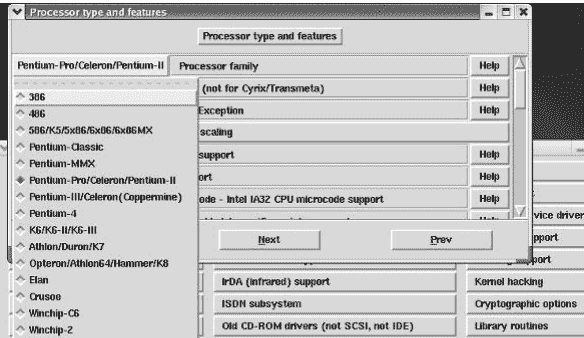 Processor type and features
Processor type and features
Pentium-Pro/Celeron/Pentium-II Processor family Help
386
(not for Cyrix/Transmeta) Help
486
Exception Help
586/K5/5x86/6x86/6x86MX
scaling
Pentium-Classic
support Help
Pentium-MMX
Pentium-Pro/Celeron/Pentium-II
ort Help
Pentium-III/Celeron(Coppermine)
ode - Intel IA32 CPU microcode support Help
Pentium-4
Help
vice driver
K6/K6-II/K6-III
Next Prev
pport
Athlon/Duron/K7
Opteron/Athlon64/Hammer/K8
port
Elan
IrDA (infrared) support Kernel hacking
Crusoe
ISDN subsystem Cryptographic options
Winchip-C6
Winchip-2
Old CD-ROM drivers (not SCSI, not IDE) Library routines